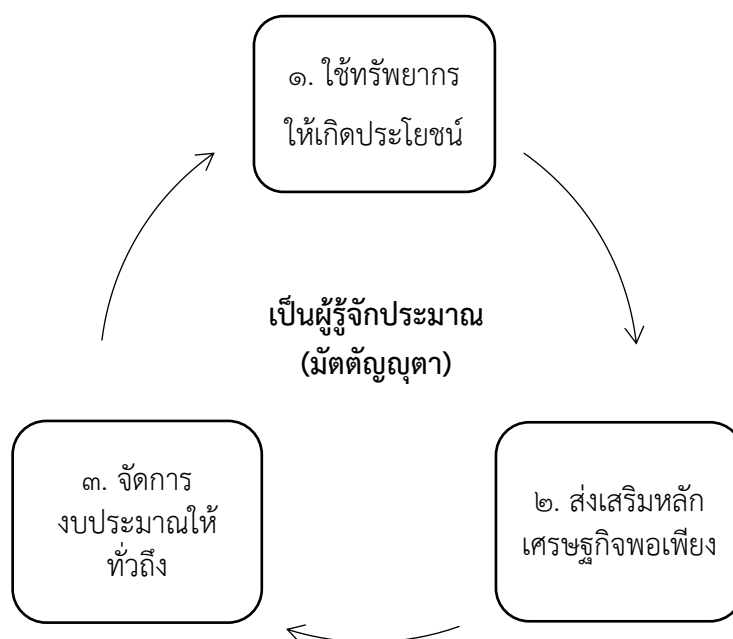 ๑. ใช้ทรัพยากร
ให้เกิดประโยชน์
เป็นผู้รู้จักประมาณ
(มัตตัญญุตา)
๓. จัดการ
งบประมาณให้
ทั่วถึง
๒. ส่งเสริมหลัก
เศรษฐกิจพอเพียง